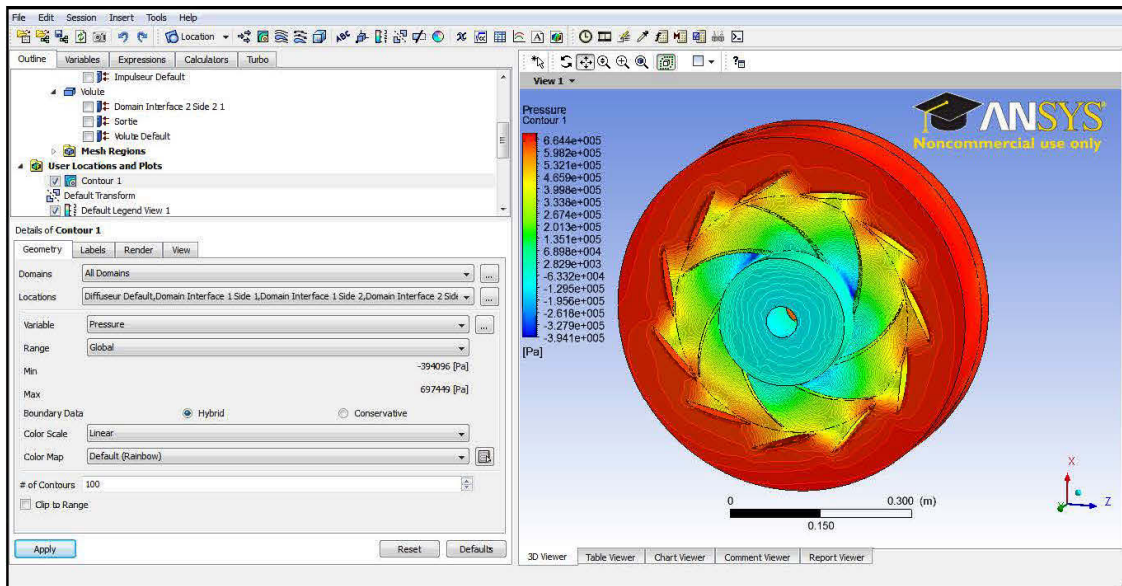 File Edit Session Insert Tools Help
Location
Outline Variables Expressions Calculators Turbo
Impulseur Default
Volute
Domain Interface 2 Side 2 1
Sortie
Volute Default
Mesh Regions
User Locations and Plots
Contour 1
Default Transform
Default Legend View 1
Details of Contour 1
Geometry Labels Render View
Domains All Domains ...
Locations Diffuseur Default,Domain Interface 1 Side 1,Domain Interface 1 Side 2,Domain Interface 2 Side ...
Variable Pressure ...
Range Global
Min -394096 [Pa]
Max 697449 [Pa]
Boundary Data Hybrid Conservative
Color Scale Linear
Color Map Default (Rainbow)
# of Contours 100
Clip to Range
Apply Reset Defaults
View 1
Pressure
Contour 1
6.644e+005
5.982e+005
5.321e+005
4.659e+005
3.998e+005
3.338e+005
2.674e+005
2.013e+005
1.351e+005
6.898e+004
2.829e+003
-6.332e+004
-1.295e+005
-1.956e+005
-2.618e+005
-3.279e+005
-3.941e+005
[Pa]
ANSYS
Noncommercial use only
0 0.300 (m)
0.150
X
Y
Z
3D Viewer Table Viewer Chart Viewer Comment Viewer Report Viewer